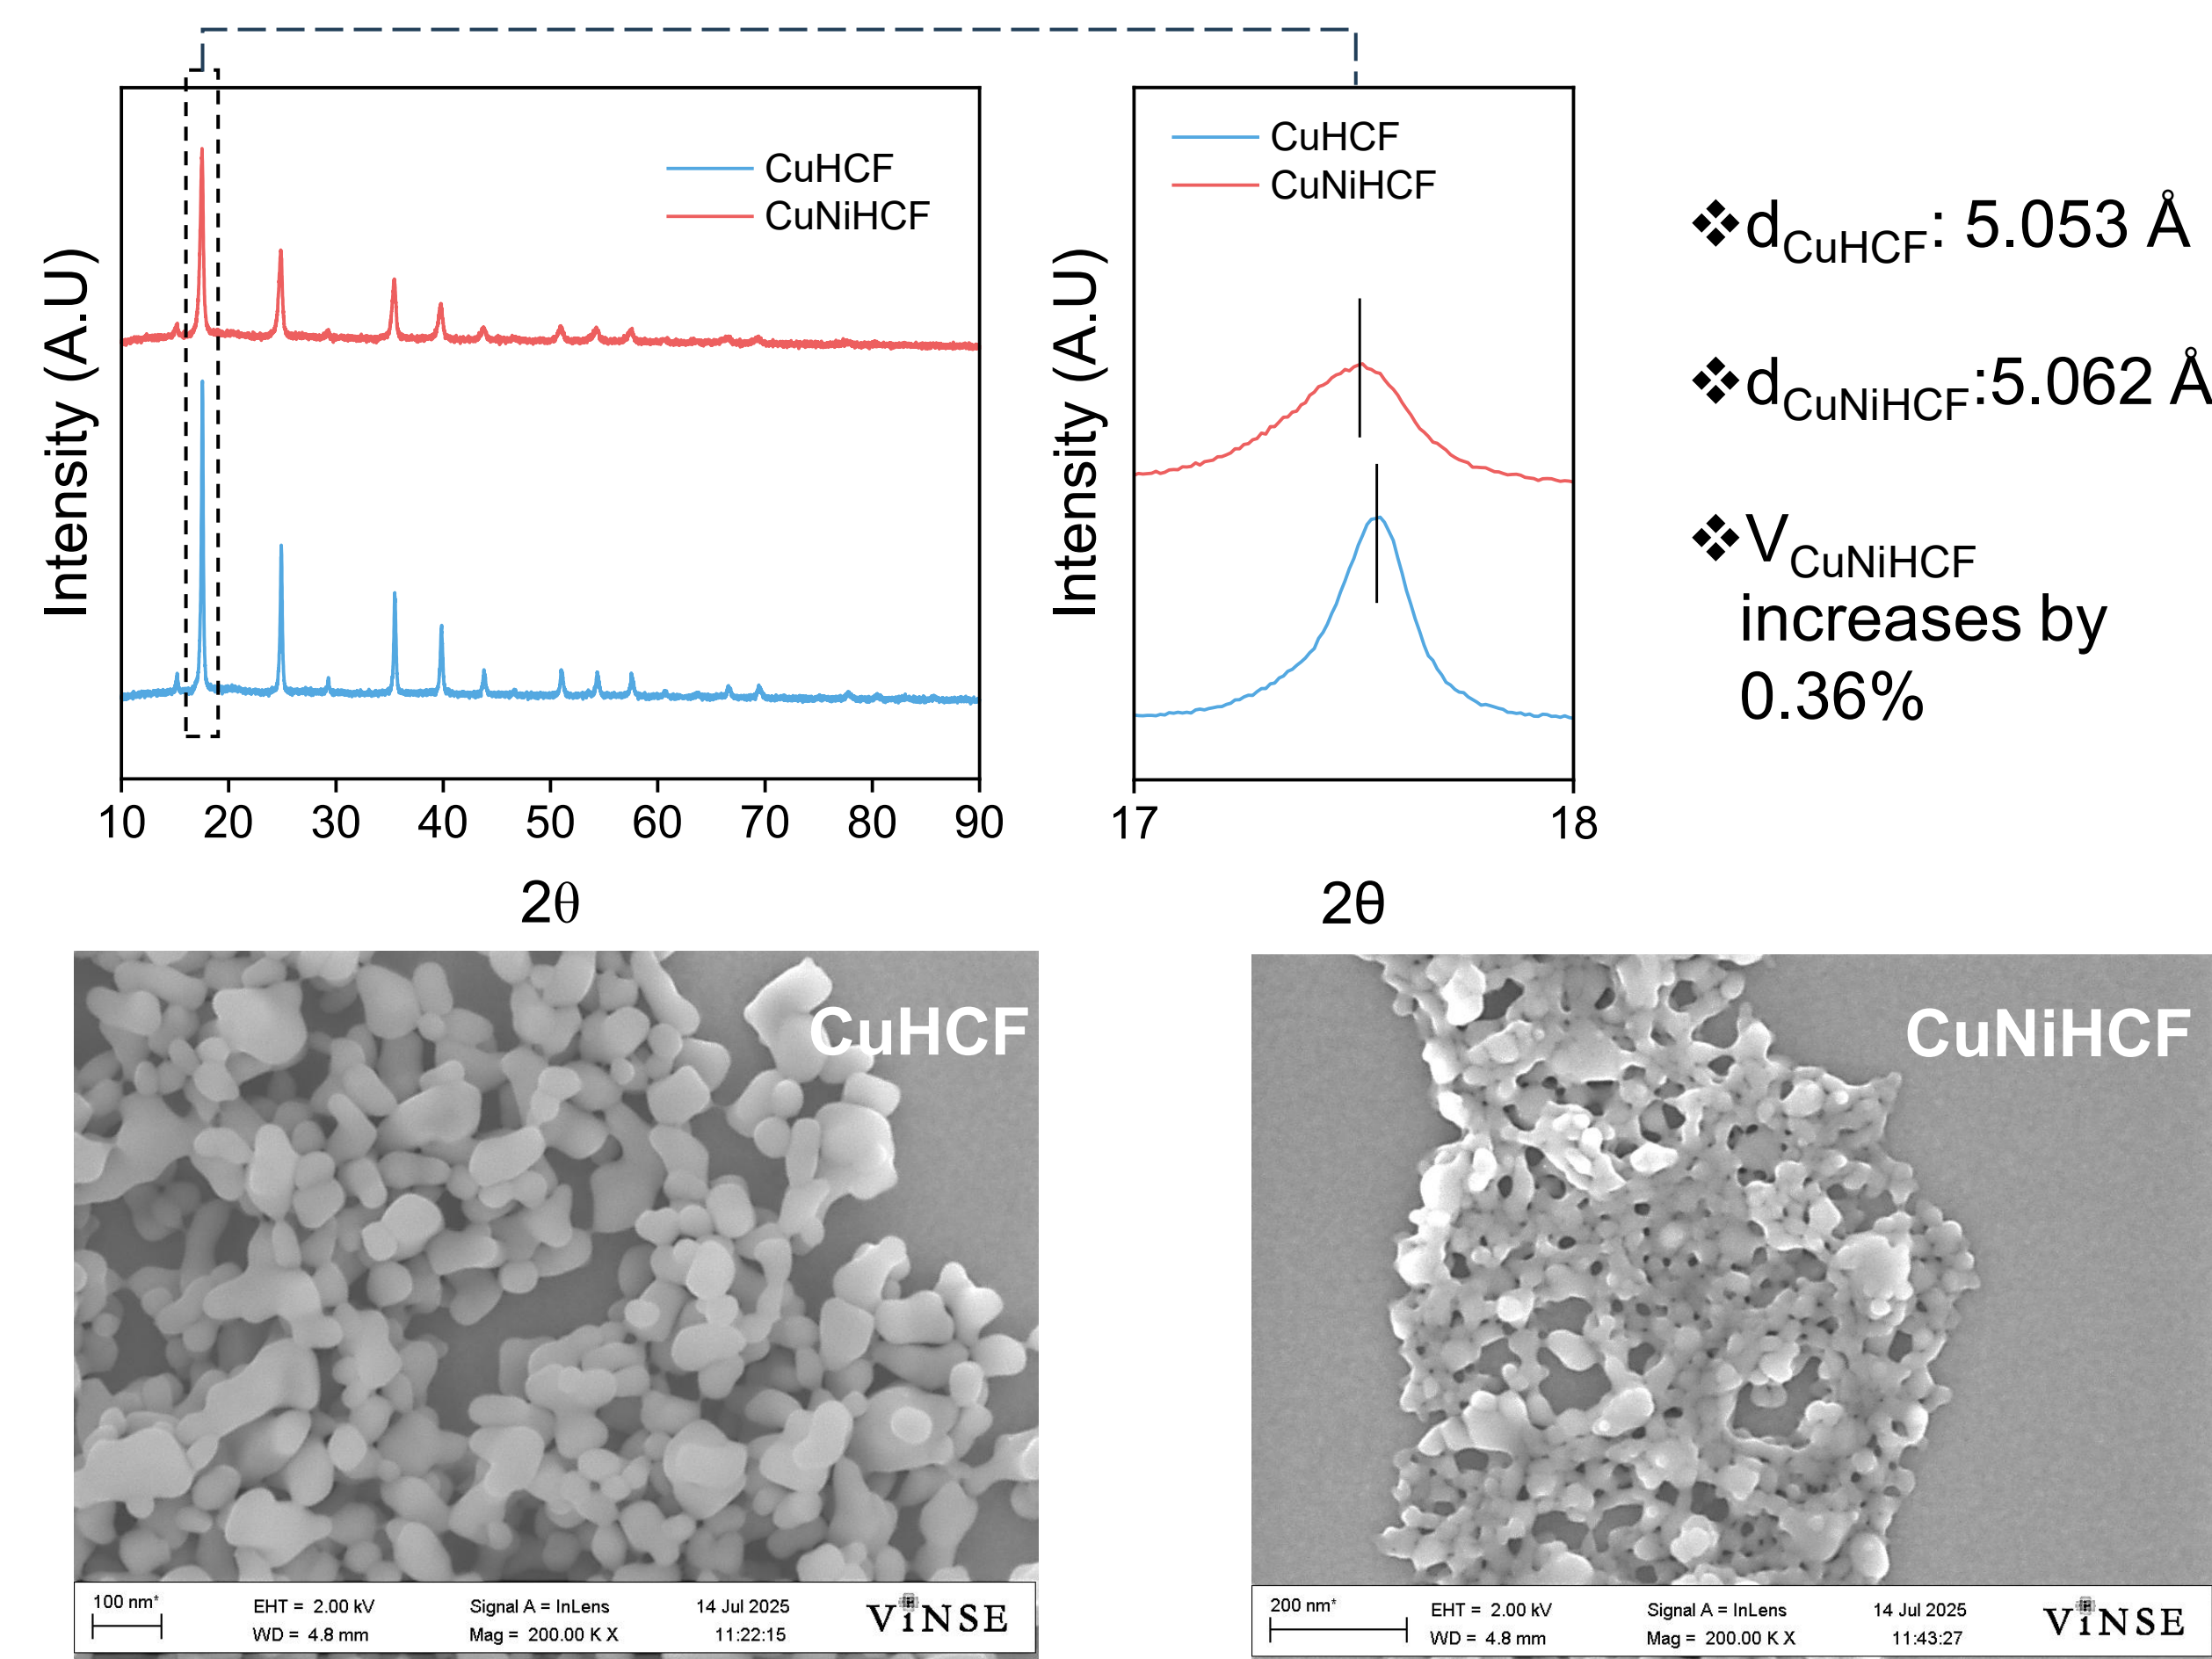 CuHCF
CuNiHCF
Intensity (A.U)
10 20 30 40 50 60 70 80 90
2θ
CuHCF
CuNiHCF
Intensity (A.U)
17 18
2θ
❖dCuHCF: 5.053 Å
❖dCuNiHCF:5.062 Å
❖VCuNiHCF
increases by
0.36%
CuHCF
100 nm*
EHT = 2.00 kV
WD = 4.8 mm
Signal A = InLens
Mag = 200.00 K X
14 Jul 2025
11:22:15
ViNSE
CuNiHCF
200 nm*
EHT = 2.00 kV
WD = 4.8 mm
Signal A = InLens
Mag = 200.00 K X
14 Jul 2025
11:43:27
ViNSE